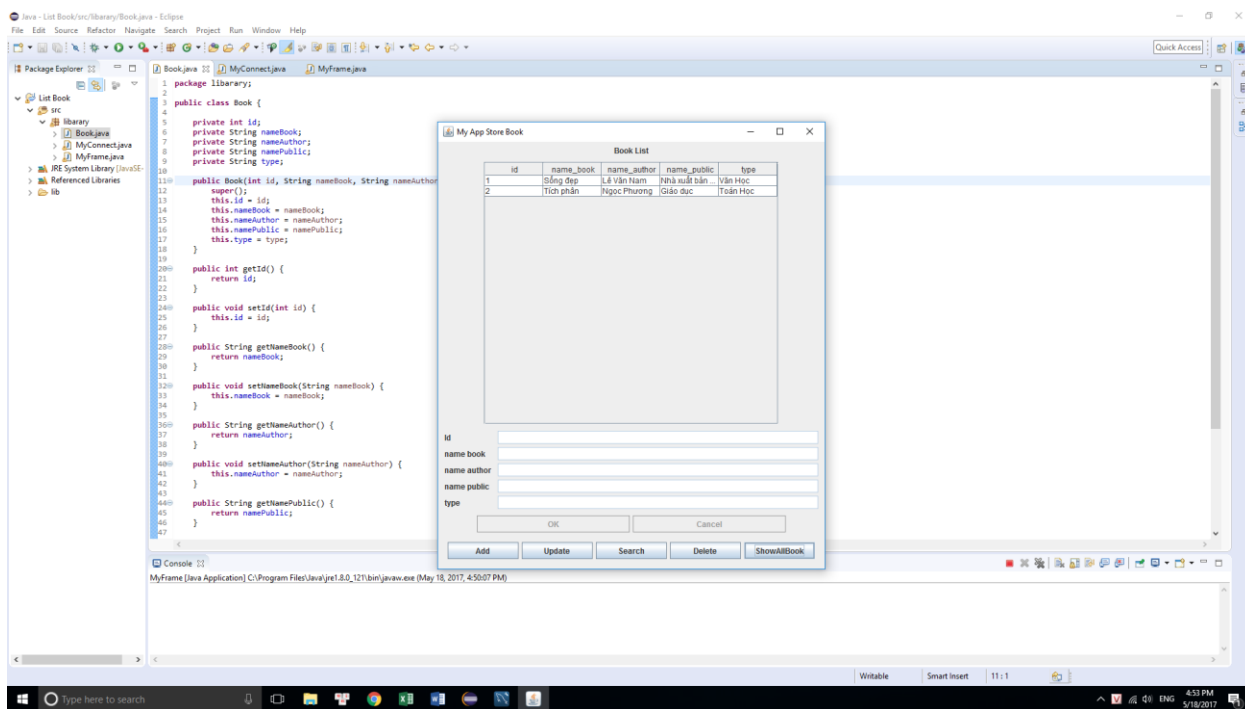 Java - List Book/src/libarary/Book.java - Eclipse
File Edit Source Refactor Navigate Search Project Run Window Help
Quick Access
Package Explorer
List Book
src
libarary
Book.java
MyConnect.java
MyFrame.java
JRE System Library [JavaSE-
Referenced Libraries
lib
Book.java MyConnect.java MyFrame.java
1 package libarary;
2
3 public class Book {
4
5 private int id;
6 private String nameBook;
7 private String nameAuthor;
8 private String namePublic;
9 private String type;
10
11 public Book(int id, String nameBook, String nameAuthor
12 super();
13 this.id = id;
14 this.nameBook = nameBook;
15 this.nameAuthor = nameAuthor;
16 this.namePublic = namePublic;
17 this.type = type;
18 }
19
20 public int getId() {
21 return id;
22 }
23
24 public void setId(int id) {
25 this.id = id;
26 }
27
28 public String getNameBook() {
29 return nameBook;
30 }
31
32 public void setNameBook(String nameBook) {
33 this.nameBook = nameBook;
34 }
35
36 public String getNameAuthor() {
37 return nameAuthor;
38 }
39
40 public void setNameAuthor(String nameAuthor) {
41 this.nameAuthor = nameAuthor;
42 }
43
44 public String getNamePublic() {
45 return namePublic;
46 }
47
My App Store Book
Book List
id name_book name_author name_public type
1 Sống đẹp Lê Văn Nam Nhà xuất bản ... Văn Học
2 Tích phân Ngọc Phương Giáo dục Toán Học
Id
name book
name author
name public
type
OK Cancel
Add Update Search Delete ShowAllBook
Console
MyFrame [Java Application] C:\Program Files\Java\jre1.8.0_121\bin\javaw.exe (May 18, 2017, 4:50:07 PM)
Writable Smart Insert 11 : 1
Type here to search
ENG
4:53 PM
5/18/2017